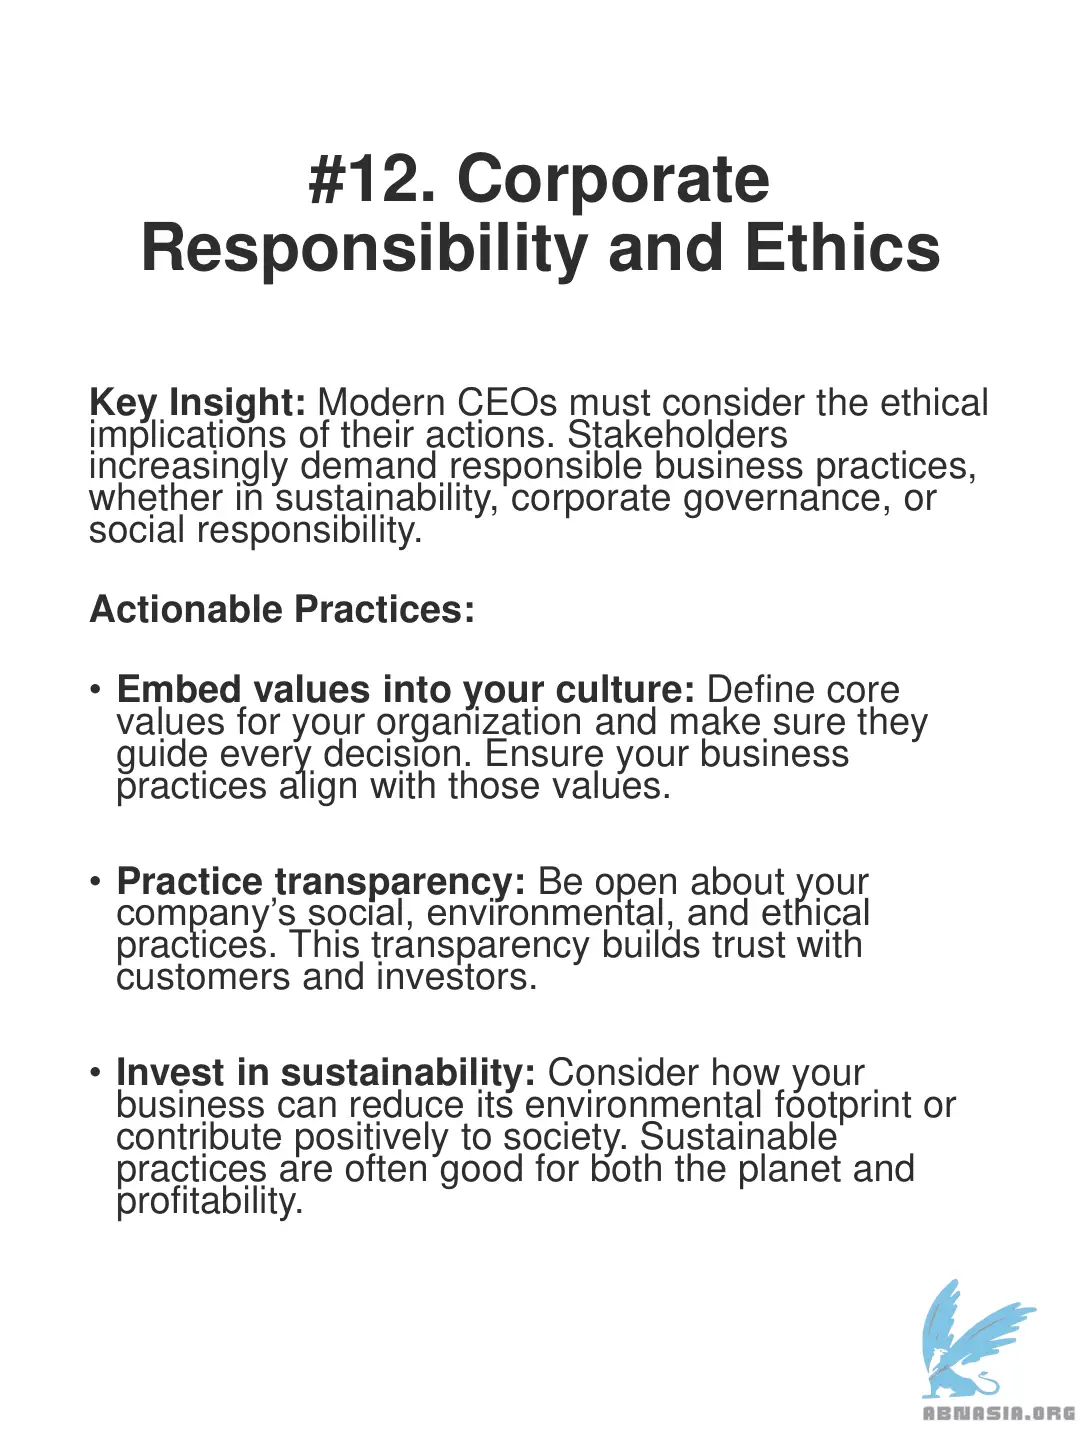 #12. Corporate
Responsibility and Ethics
Key Insight: Modern CEOs must consider the ethical
implications of their actions. Stakeholders
increasingly demand responsible business practices,
whether in sustainability, corporate governance, or
social responsibility.
Actionable Practices:
• Embed values into your culture: Define core
values for your organization and make sure they
guide every decision. Ensure your business
practices align with those values.
• Practice transparency: Be open about your
company’s social, environmental, and ethical
practices. This transparency builds trust with
customers and investors.
• Invest in sustainability: Consider how your
business can reduce its environmental footprint or
contribute positively to society. Sustainable
practices are often good for both the planet and
profitability.
ABNASIA.ORG